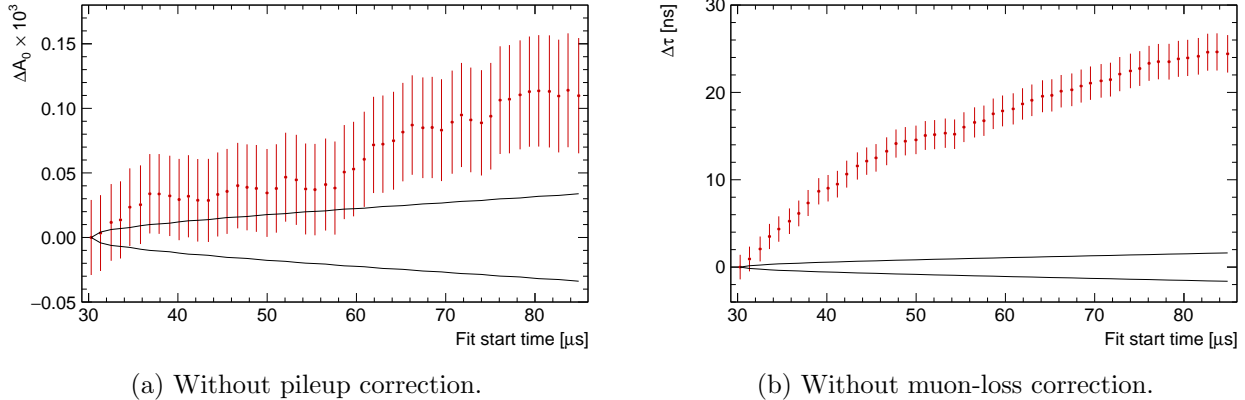 ΔA₀ × 10³
0.15
0.10
0.05
0.00
−0.05
30 40 50 60 70 80
Fit start time [μs]
(a) Without pileup correction.
Δτ [ns]
30
20
10
0
30 40 50 60 70 80
Fit start time [μs]
(b) Without muon-loss correction.